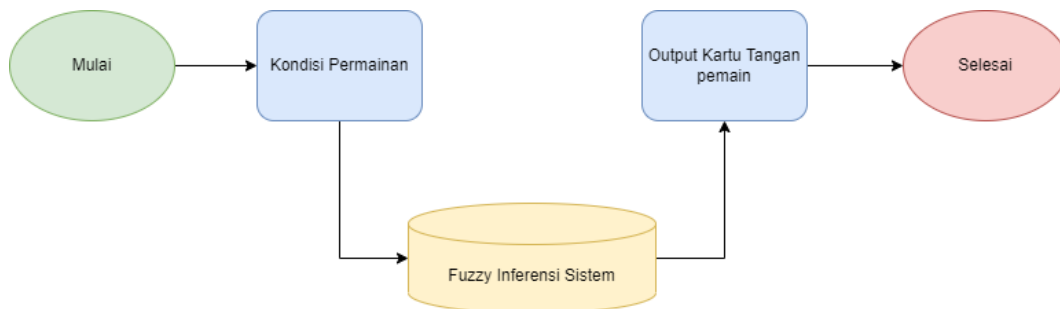 Mulai
Kondisi Permainan
Fuzzy Inferensi Sistem
Output Kartu Tangan
pemain
Selesai